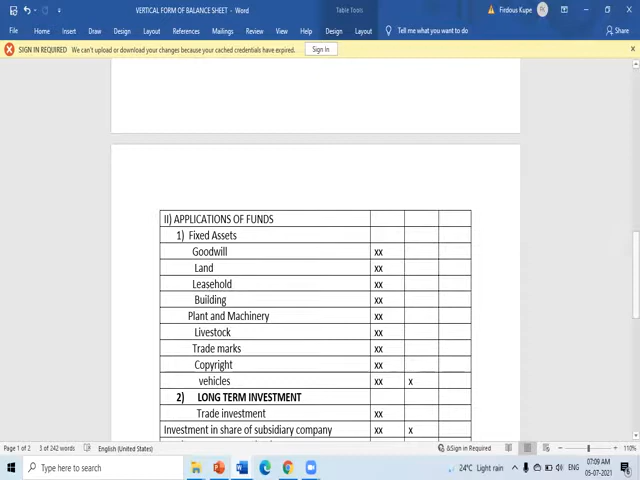 VERTICAL FORM OF BALANCE SHEET - Word
Table Tools
Firdous Kupe
FK
File Home Insert Draw Design Layout References Mailings Review View Help Design Layout Tell me what you want to do Share
SIGN IN REQUIRED We can't upload or download your changes because your cached credentials have expired. Sign In
II) APPLICATIONS OF FUNDS
1) Fixed Assets
Goodwill xx
Land xx
Leasehold xx
Building xx
Plant and Machinery xx
Livestock xx
Trade marks xx
Copyright xx
vehicles xx x
2) LONG TERM INVESTMENT
Trade investment xx
Investment in share of subsidiary company xx x
Page 1 of 2 3 of 242 words English (United States) Sign in Required 110%
Type here to search
24°C Light rain ENG 07:09 AM
05-07-2021